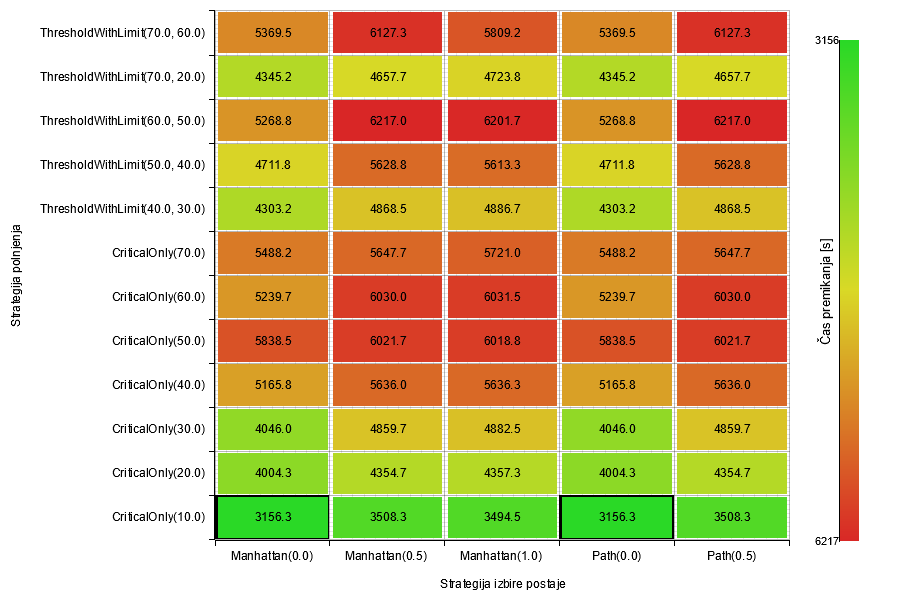 ThresholdWithLimit(70.0, 60.0) 5369.5 6127.3 5809.2 5369.5 6127.3
3156
ThresholdWithLimit(70.0, 20.0) 4345.2 4657.7 4723.8 4345.2 4657.7
ThresholdWithLimit(60.0, 50.0) 5268.8 6217.0 6201.7 5268.8 6217.0
ThresholdWithLimit(50.0, 40.0) 4711.8 5628.8 5613.3 4711.8 5628.8
ThresholdWithLimit(40.0, 30.0) 4303.2 4868.5 4886.7 4303.2 4868.5
CriticalOnly(70.0) 5488.2 5647.7 5721.0 5488.2 5647.7
CriticalOnly(60.0) 5239.7 6030.0 6031.5 5239.7 6030.0
CriticalOnly(50.0) 5838.5 6021.7 6018.8 5838.5 6021.7
CriticalOnly(40.0) 5165.8 5636.0 5636.3 5165.8 5636.0
CriticalOnly(30.0) 4046.0 4859.7 4882.5 4046.0 4859.7
CriticalOnly(20.0) 4004.3 4354.7 4357.3 4004.3 4354.7
CriticalOnly(10.0) 3156.3 3508.3 3494.5 3156.3 3508.3
6217
Manhattan(0.0) Manhattan(0.5) Manhattan(1.0) Path(0.0) Path(0.5)
Strategija izbire postaje
Strategija polnjenja
Čas premikanja [s]